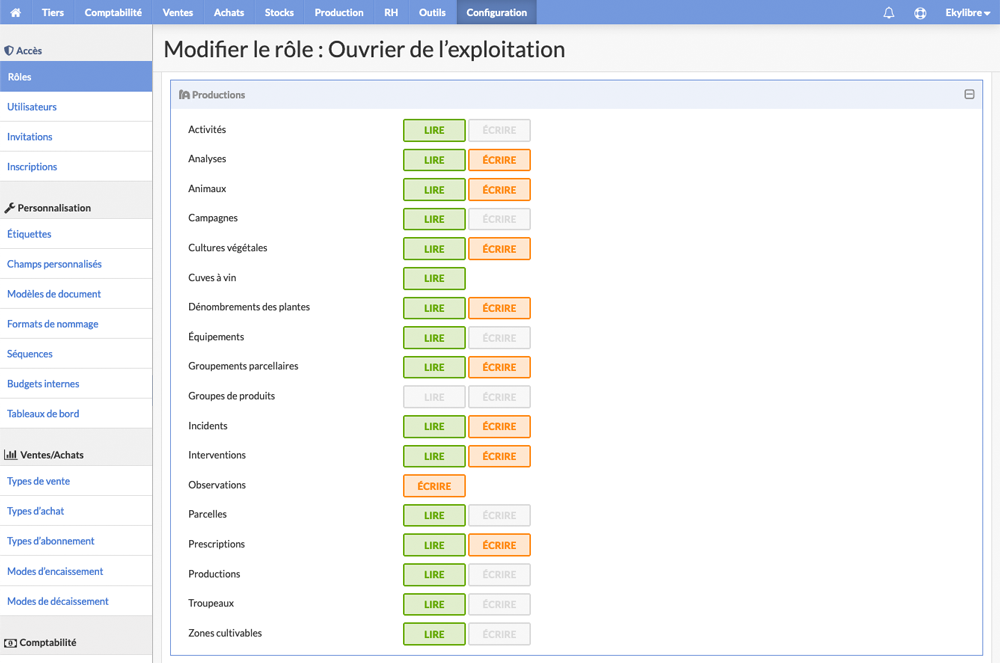 Tiers Comptabilité Ventes Achats Stocks Production RH Outils Configuration Ekylibre
Accès
Rôles
Utilisateurs
Invitations
Inscriptions
Personnalisation
Étiquettes
Champs personnalisés
Modèles de document
Formats de nommage
Séquences
Budgets internes
Tableaux de bord
Ventes/Achats
Types de vente
Types d'achat
Types d'abonnement
Modes d'encaissement
Modes de décaissement
Comptabilité
Modifier le rôle : Ouvrier de l'exploitation
Productions
Activités LIRE ÉCRIRE
Analyses LIRE ÉCRIRE
Animaux LIRE ÉCRIRE
Campagnes LIRE ÉCRIRE
Cultures végétales LIRE ÉCRIRE
Cuves à vin LIRE
Dénombrements des plantes LIRE ÉCRIRE
Équipements LIRE ÉCRIRE
Groupements parcellaires LIRE ÉCRIRE
Groupes de produits LIRE ÉCRIRE
Incidents LIRE ÉCRIRE
Interventions LIRE ÉCRIRE
Observations ÉCRIRE
Parcelles LIRE ÉCRIRE
Prescriptions LIRE ÉCRIRE
Productions LIRE ÉCRIRE
Troupeaux LIRE ÉCRIRE
Zones cultivables LIRE ÉCRIRE